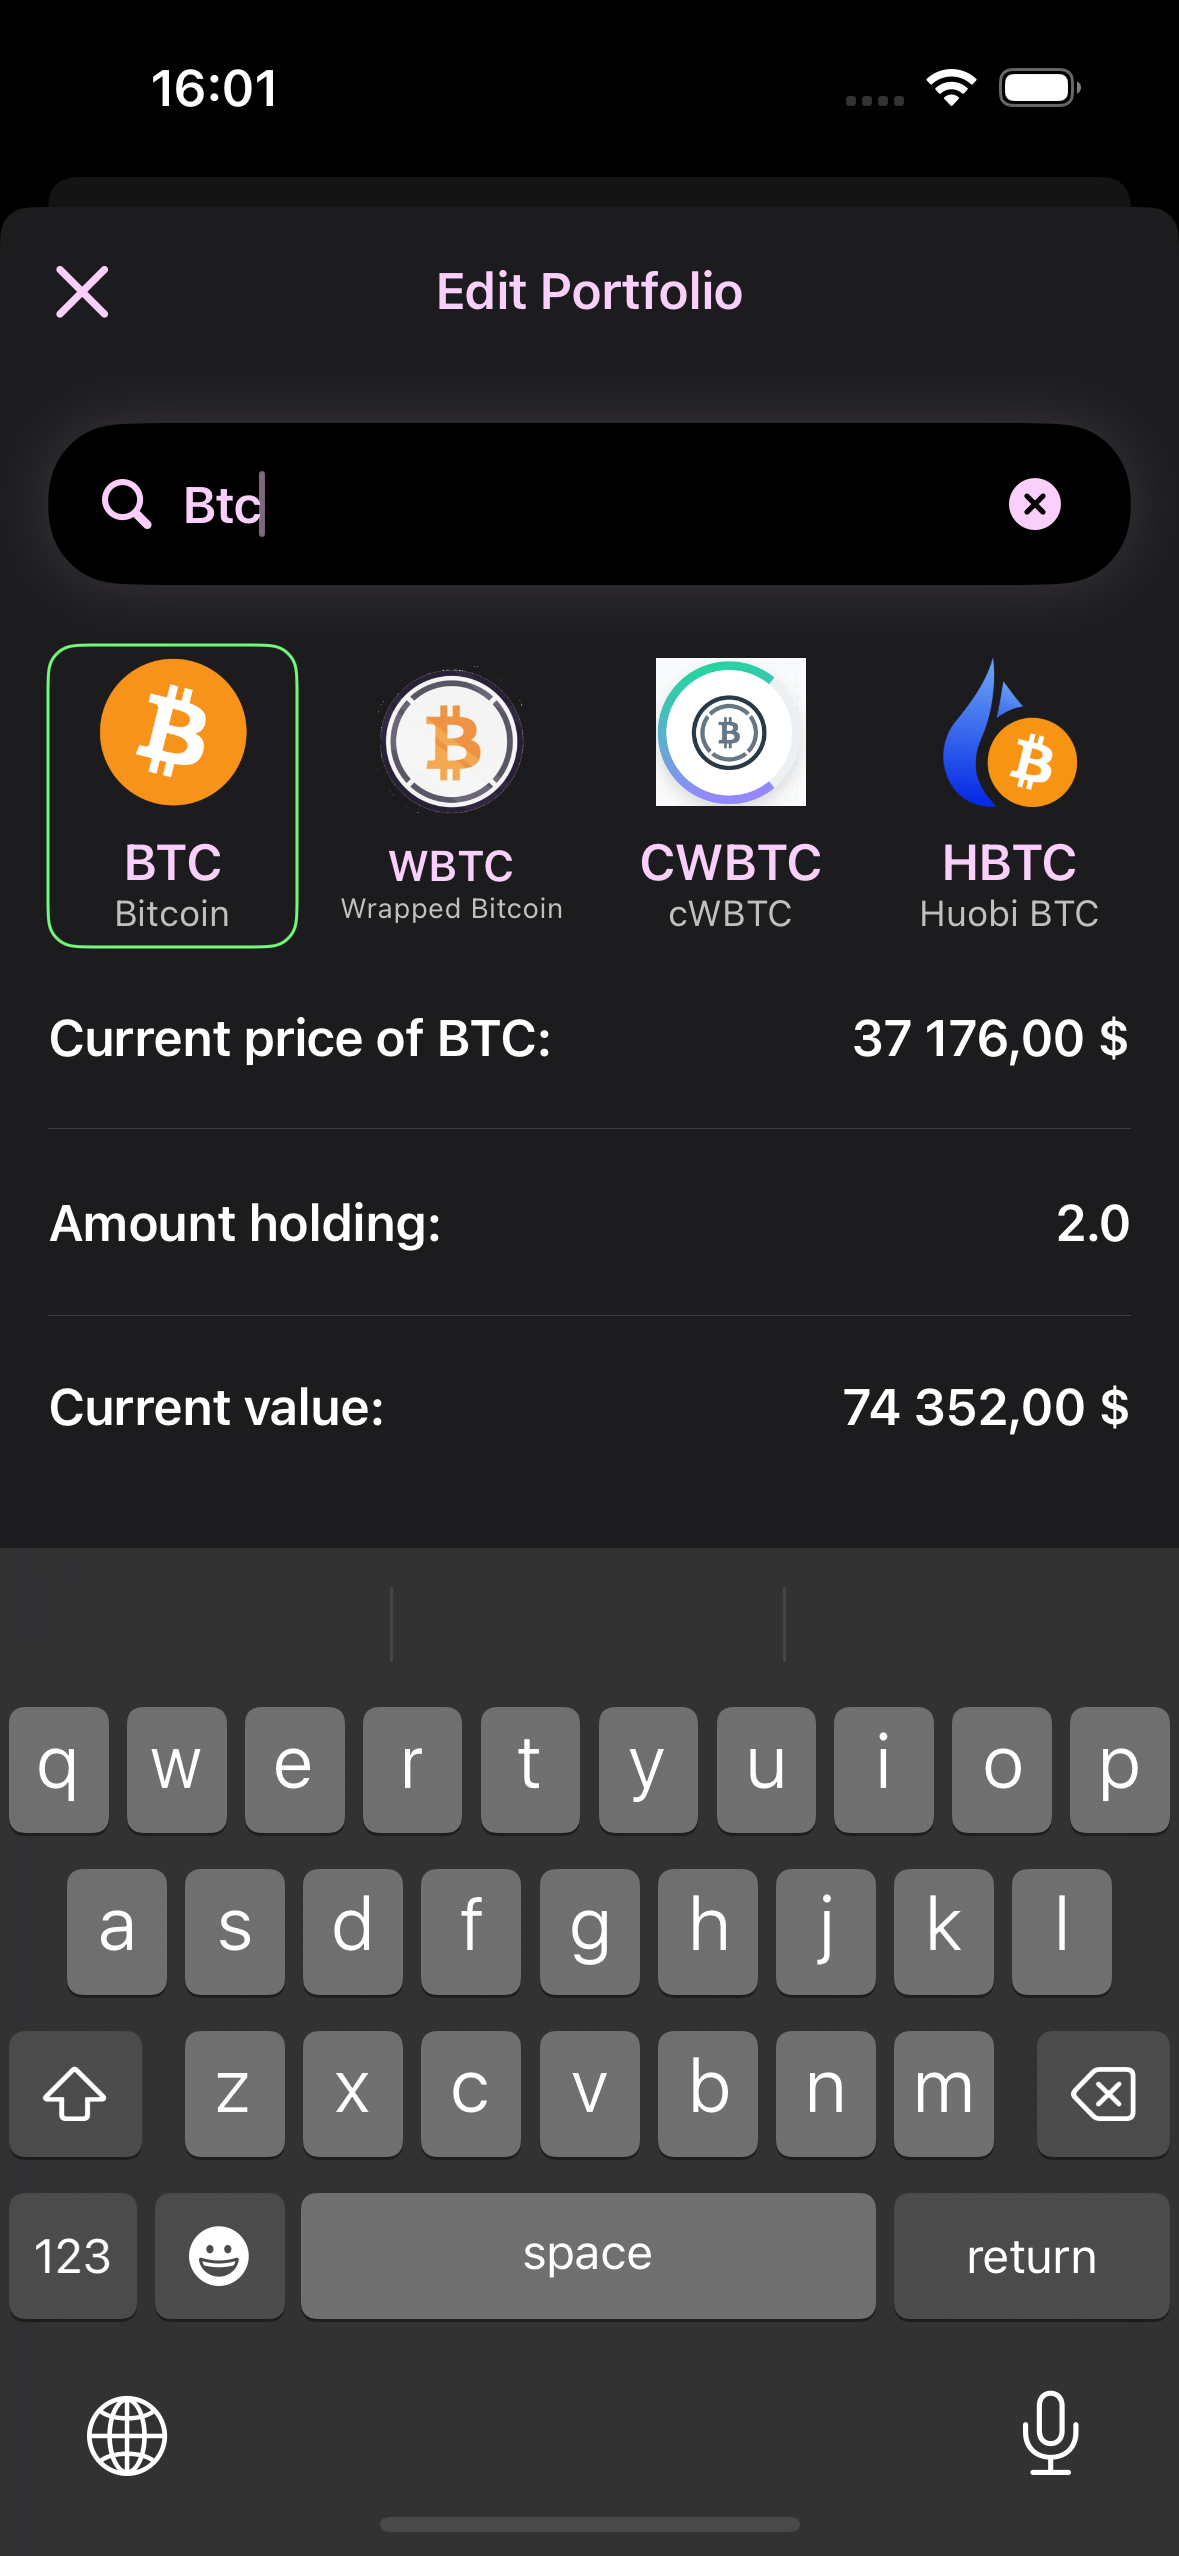 16:01
Edit Portfolio
Btc
BTC
Bitcoin
WBTC
Wrapped Bitcoin
CWBTC
cWBTC
HBTC
Huobi BTC
Current price of BTC: 37 176,00 $
Amount holding: 2.0
Current value: 74 352,00 $
q w e r t y u i o p
a s d f g h j k l
z x c v b n m
123 space return